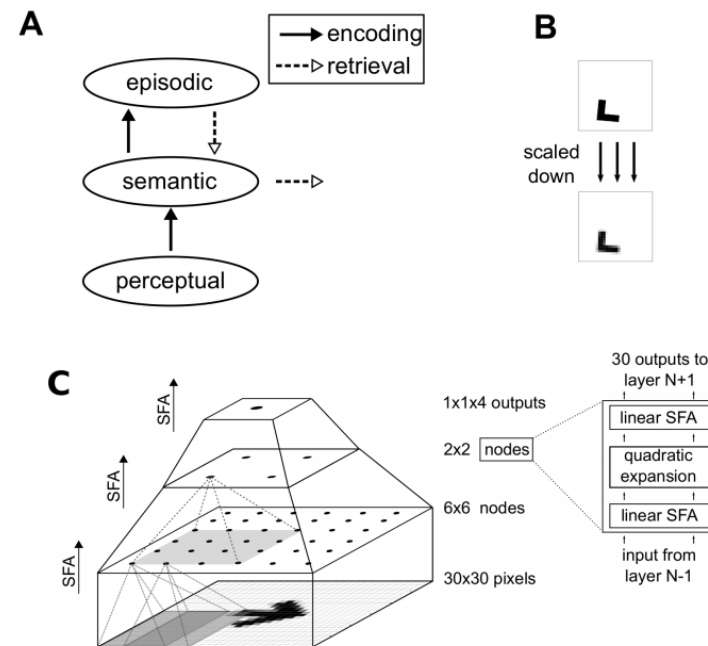 A
encoding
retrieval
episodic
semantic
perceptual
B
scaled
down
C
SFA
SFA
SFA
1x1x4 outputs
2x2 nodes
6x6 nodes
30x30 pixels
30 outputs to
layer N+1
linear SFA
quadratic
expansion
linear SFA
input from
layer N-1